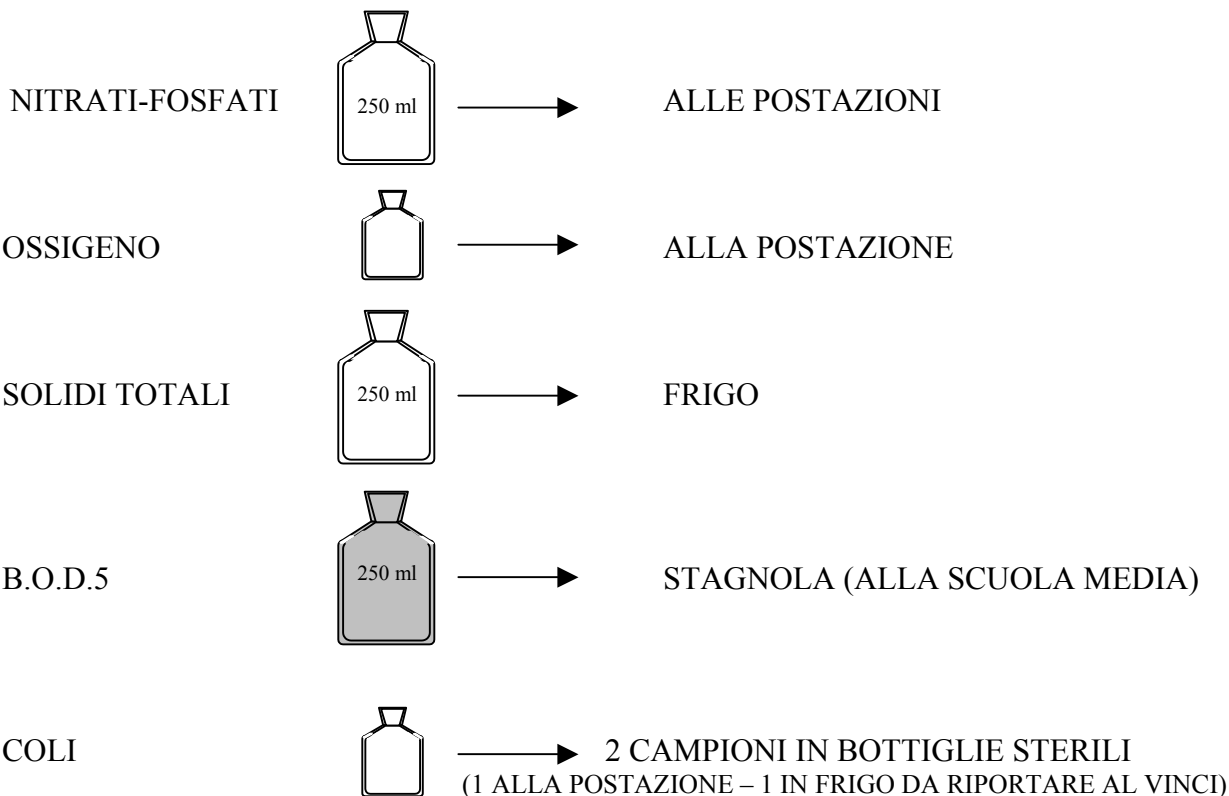 NITRATI-FOSFATI 250 ml ALLE POSTAZIONI
OSSIGENO ALLA POSTAZIONE
SOLIDI TOTALI 250 ml FRIGO
B.O.D.5 250 ml STAGNOLA (ALLA SCUOLA MEDIA)
COLI 2 CAMPIONI IN BOTTIGLIE STERILI
(1 ALLA POSTAZIONE – 1 IN FRIGO DA RIPORTARE AL VINCI)